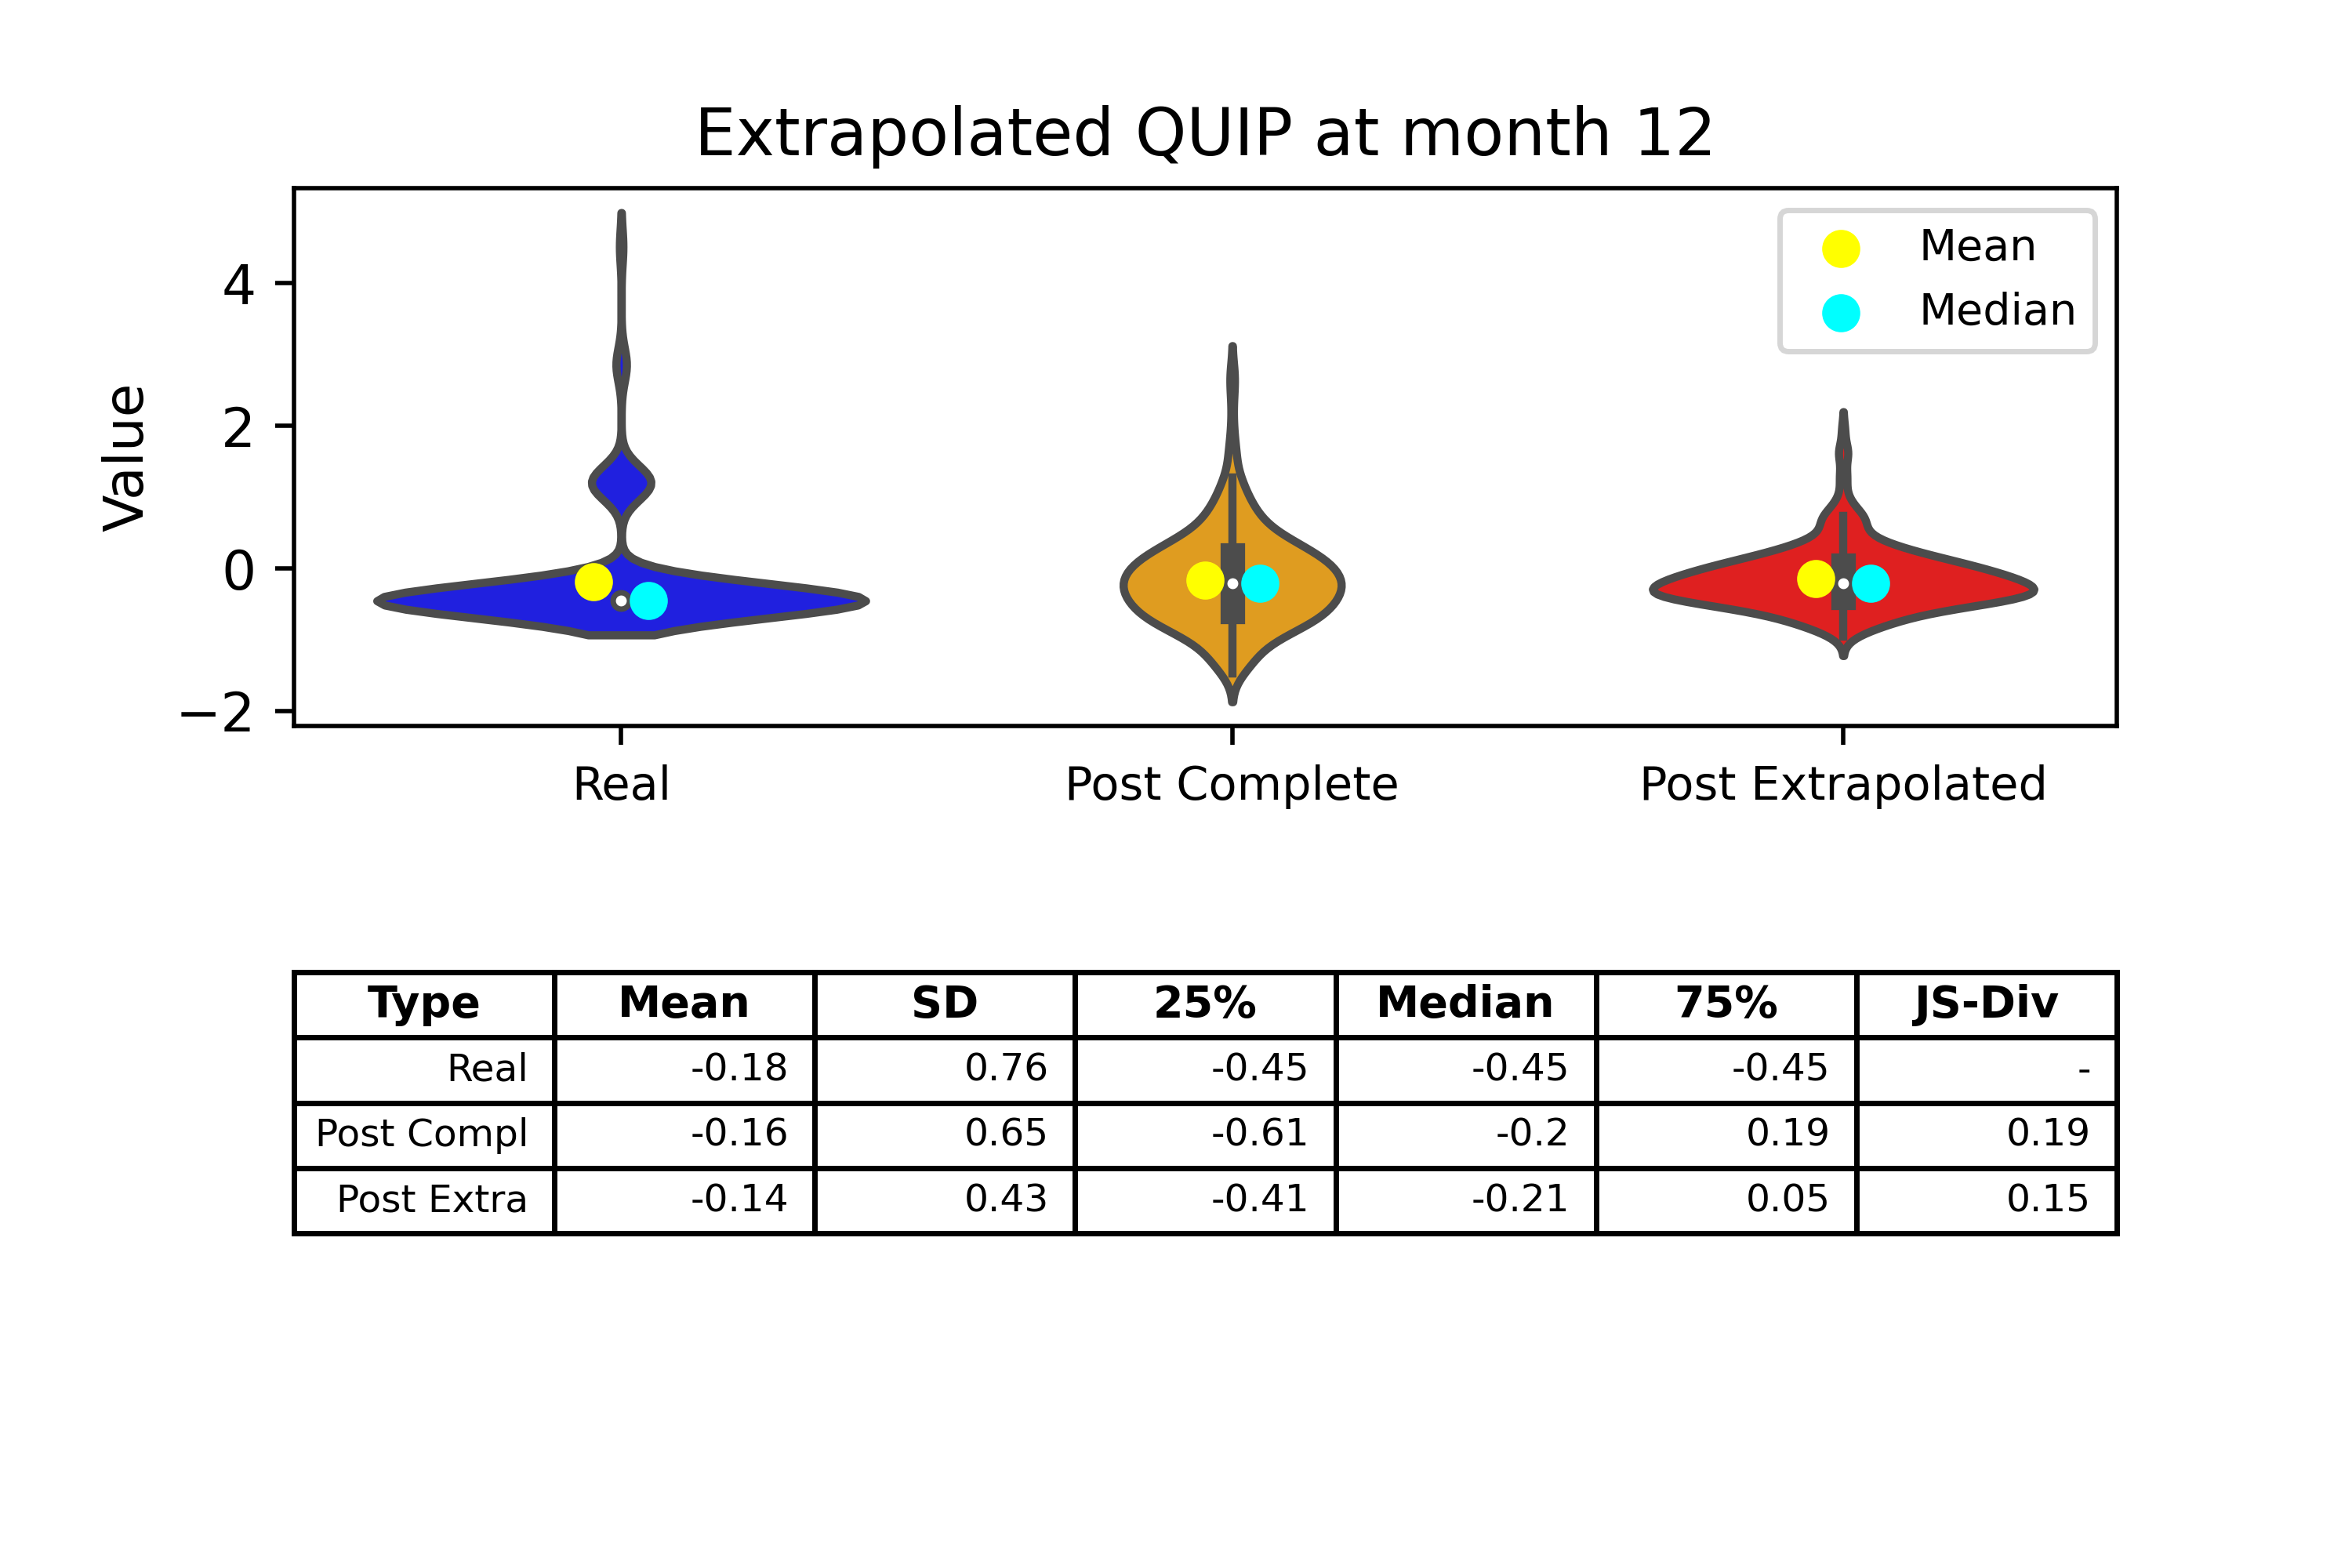 Extrapolated QUIP at month 12
Value
4
2
0
−2
Mean
Median
Real Post Complete Post Extrapolated
Type Mean SD 25% Median 75% JS-Div
Real -0.18 0.76 -0.45 -0.45 -0.45 -
Post Compl -0.16 0.65 -0.61 -0.2 0.19 0.19
Post Extra -0.14 0.43 -0.41 -0.21 0.05 0.15